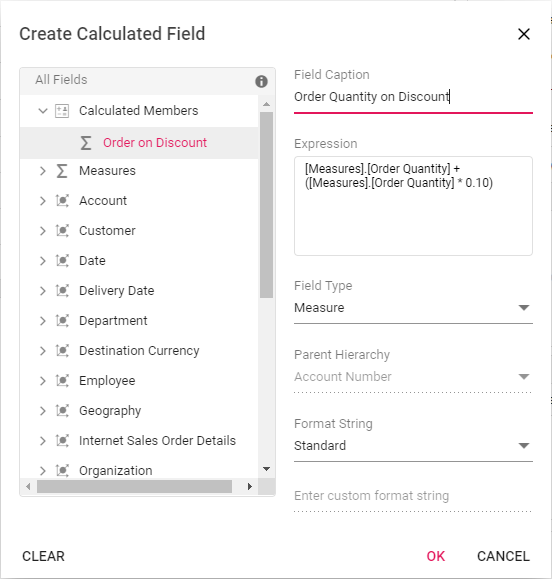 Create Calculated Field
All Fields
Calculated Members
Order on Discount
Measures
Account
Customer
Date
Delivery Date
Department
Destination Currency
Employee
Geography
Internet Sales Order Details
Organization
Field Caption
Order Quantity on Discount
Expression
[Measures].[Order Quantity] +
([Measures].[Order Quantity] * 0.10)
Field Type
Measure
Parent Hierarchy
Account Number
Format String
Standard
Enter custom format string
CLEAR
OK
CANCEL